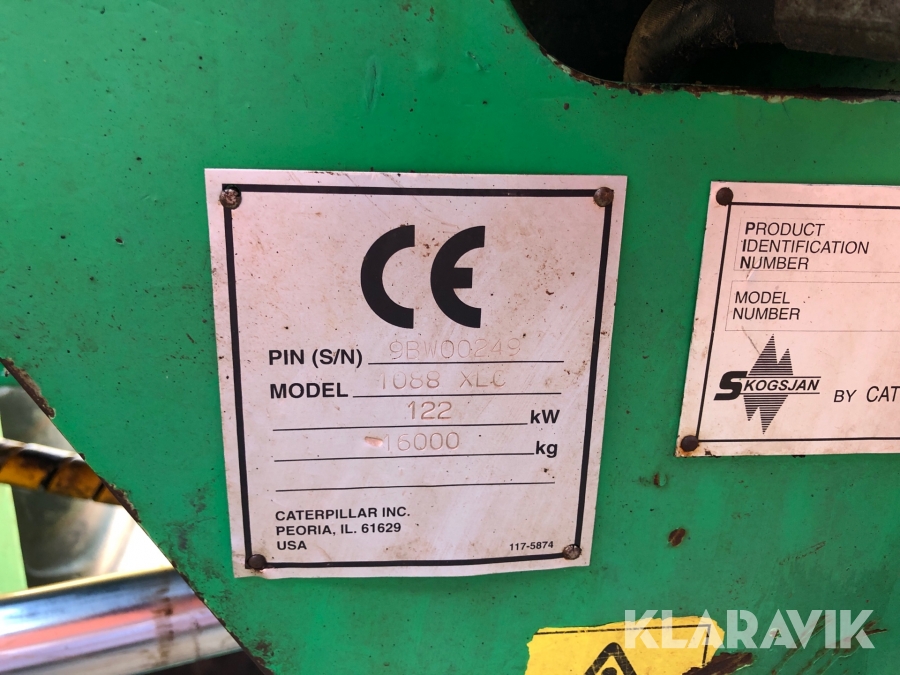 CE
PIN (S/N) 9BW00249
MODEL 1088 XLC
122 kW
16000 kg
CATERPILLAR INC.
PEORIA, IL. 61629
USA
117-5874
PRODUCT
IDENTIFICATION
NUMBER
MODEL
NUMBER
SKOGSJAN
BY CAT
KLARAVIK